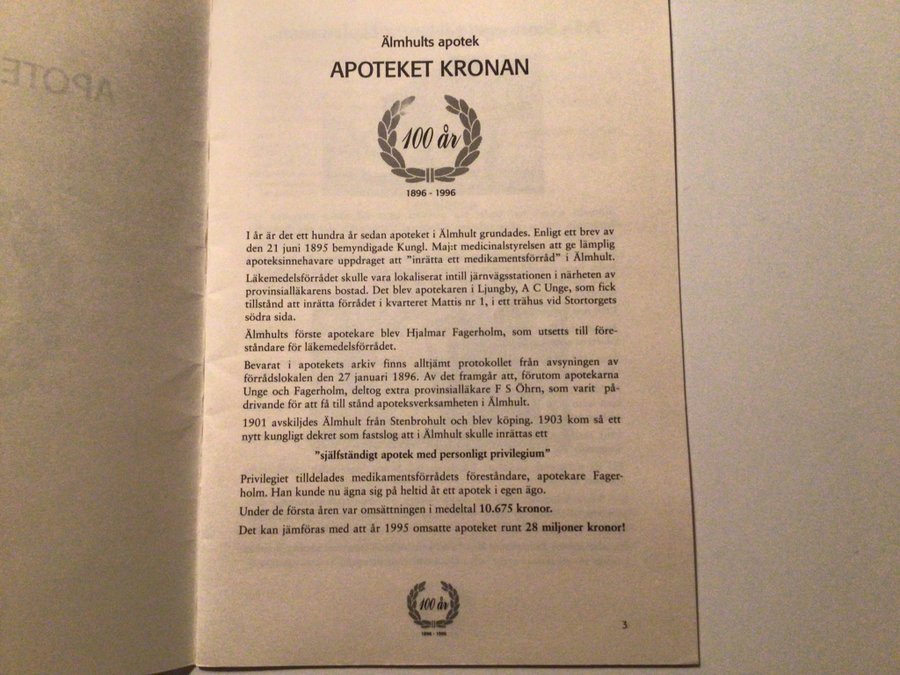 Älmhults apotek
APOTEKET KRONAN
100 år
1896 - 1996
I år är det ett hundra år sedan apoteket i Älmhult grundades. Enligt ett brev av
den 21 juni 1895 bemyndigade Kungl. Maj:t medicinalstyrelsen att ge lämplig
apoteksinnehavare uppdraget att "inrätta ett medikamentsförråd" i Älmhult.
Läkemedelsförrådet skulle vara lokaliserat intill järnvägsstationen i närheten av
provinsialläkarens bostad. Det blev apotekaren i Ljungby, A C Unge, som fick
tillstånd att inrätta förrådet i kvarteret Mattis nr 1, i ett trähus vid Stortorgets
södra sida.
Älmhults förste apotekare blev Hjalmar Fagerholm, som utsetts till före-
ståndare för läkemedelsförrådet.
Bevarat i apotekets arkiv finns alltjämt protokollet från avsyningen av
förrådslokalen den 27 januari 1896. Av det framgår att, förutom apotekarna
Unge och Fagerholm, deltog extra provinsialläkare F S Öhrn, som varit på-
drivande för att få till stånd apoteksverksamheten i Älmhult.
1901 avskiljdes Älmhult från Stenbrohult och blev köping. 1903 kom så ett
nytt kungligt dekret som fastslog att i Älmhult skulle inrättas ett
"själfständigt apotek med personligt privilegium"
Privilegiet tilldelades medikamentsförrådets föreståndare, apotekare Fager-
holm. Han kunde nu ägna sig på heltid åt ett apotek i egen ägo.
Under de första åren var omsättningen i medeltal 10.675 kronor.
Det kan jämföras med att år 1995 omsatte apoteket runt 28 miljoner kronor!
100 år
1896 - 1996
3